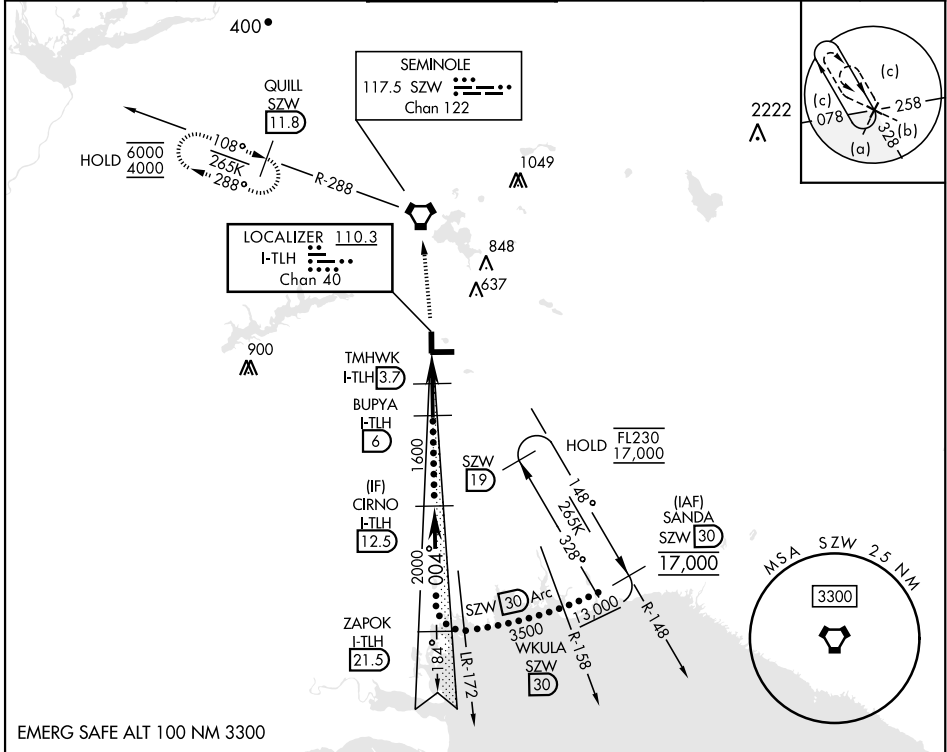 400
SEMINOLE
117.5 SZW
Chan 122
QUILL
SZW
11.8
HOLD 6000
4000
108°
265K
288°
R-288
1049
2222
(c)
(c)
078
258
328
(a)
(b)
LOCALIZER 110.3
I-TLH
Chan 40
848
637
900
TMHWK
I-TLH 3.7
BUPYA
I-TLH
6
1600
(IF)
CIRNO
I-TLH
12.5
2000
004°
ZAPOK
I-TLH
21.5
184°
SZW
19
HOLD FL230
17,000
148°
265K
328°
(IAF)
SANDA
SZW 30
17,000
SZW 30 Arc
3500
13,000
WKULA
SZW
30
LR-172
R-158
R-148
MSA SZW 25 NM
3300
EMERG SAFE ALT 100 NM 3300